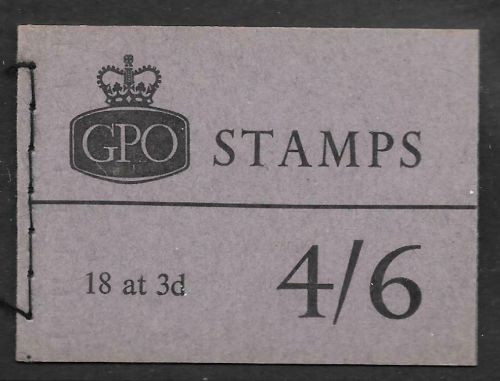 GPO STAMPS
18 at 3d 4/6